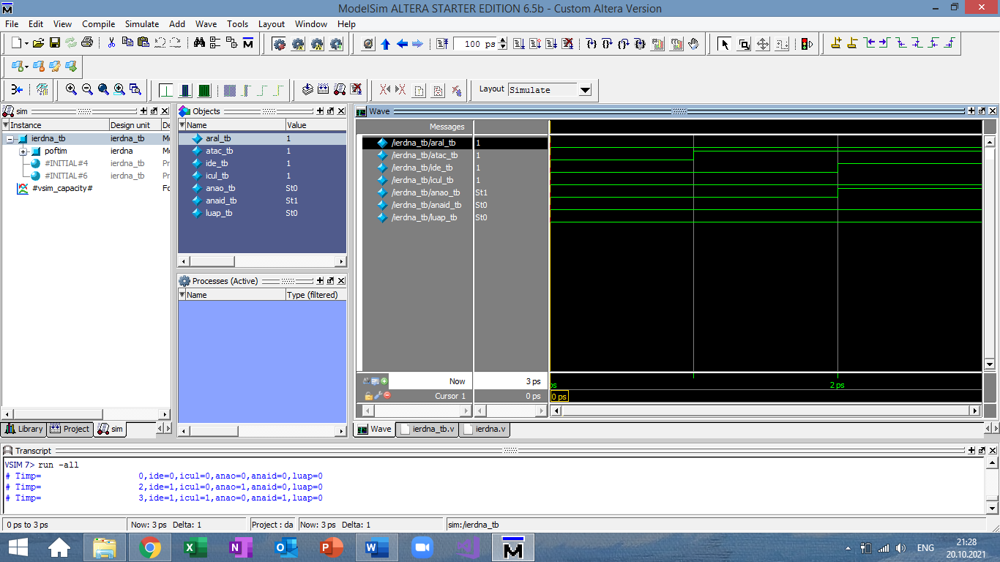 ModelSim ALTERA STARTER EDITION 6.5b - Custom Altera Version
File Edit View Compile Simulate Add Wave Tools Layout Window Help
100 ps
Layout Simulate
sim
Instance Design unit De
ierdna_tb ierdna_tb Mo
poftim ierdna Mo
#INITIAL#4 ierdna_tb Pr
#INITIAL#6 ierdna_tb Pr
#vsim_capacity# Fo
Library Project sim
Objects
Name Value
aral_tb 1
atac_tb 1
ide_tb 1
icul_tb 1
anao_tb St0
anaid_tb St1
luap_tb St0
Processes (Active)
Name Type (filtered)
Wave
Messages
/ierdna_tb/aral_tb 1
/ierdna_tb/atac_tb 1
/ierdna_tb/ide_tb 1
/ierdna_tb/icul_tb 1
/ierdna_tb/anao_tb St1
/ierdna_tb/anaid_tb St0
/ierdna_tb/luap_tb St0
Now 3 ps ps 2 ps
Cursor 1 0 ps 0 ps
Wave ierdna_tb.v ierdna.v
Transcript
VSIM 7> run -all
# Timp= 0,ide=0,icul=0,anao=0,anaid=0,luap=0
# Timp= 2,ide=1,icul=0,anao=1,anaid=0,luap=0
# Timp= 3,ide=1,icul=1,anao=0,anaid=1,luap=0
0 ps to 3 ps Now: 3 ps Delta: 1 Project : da Now: 3 ps Delta: 1 sim:/ierdna_tb
ENG
21:28
20.10.2021